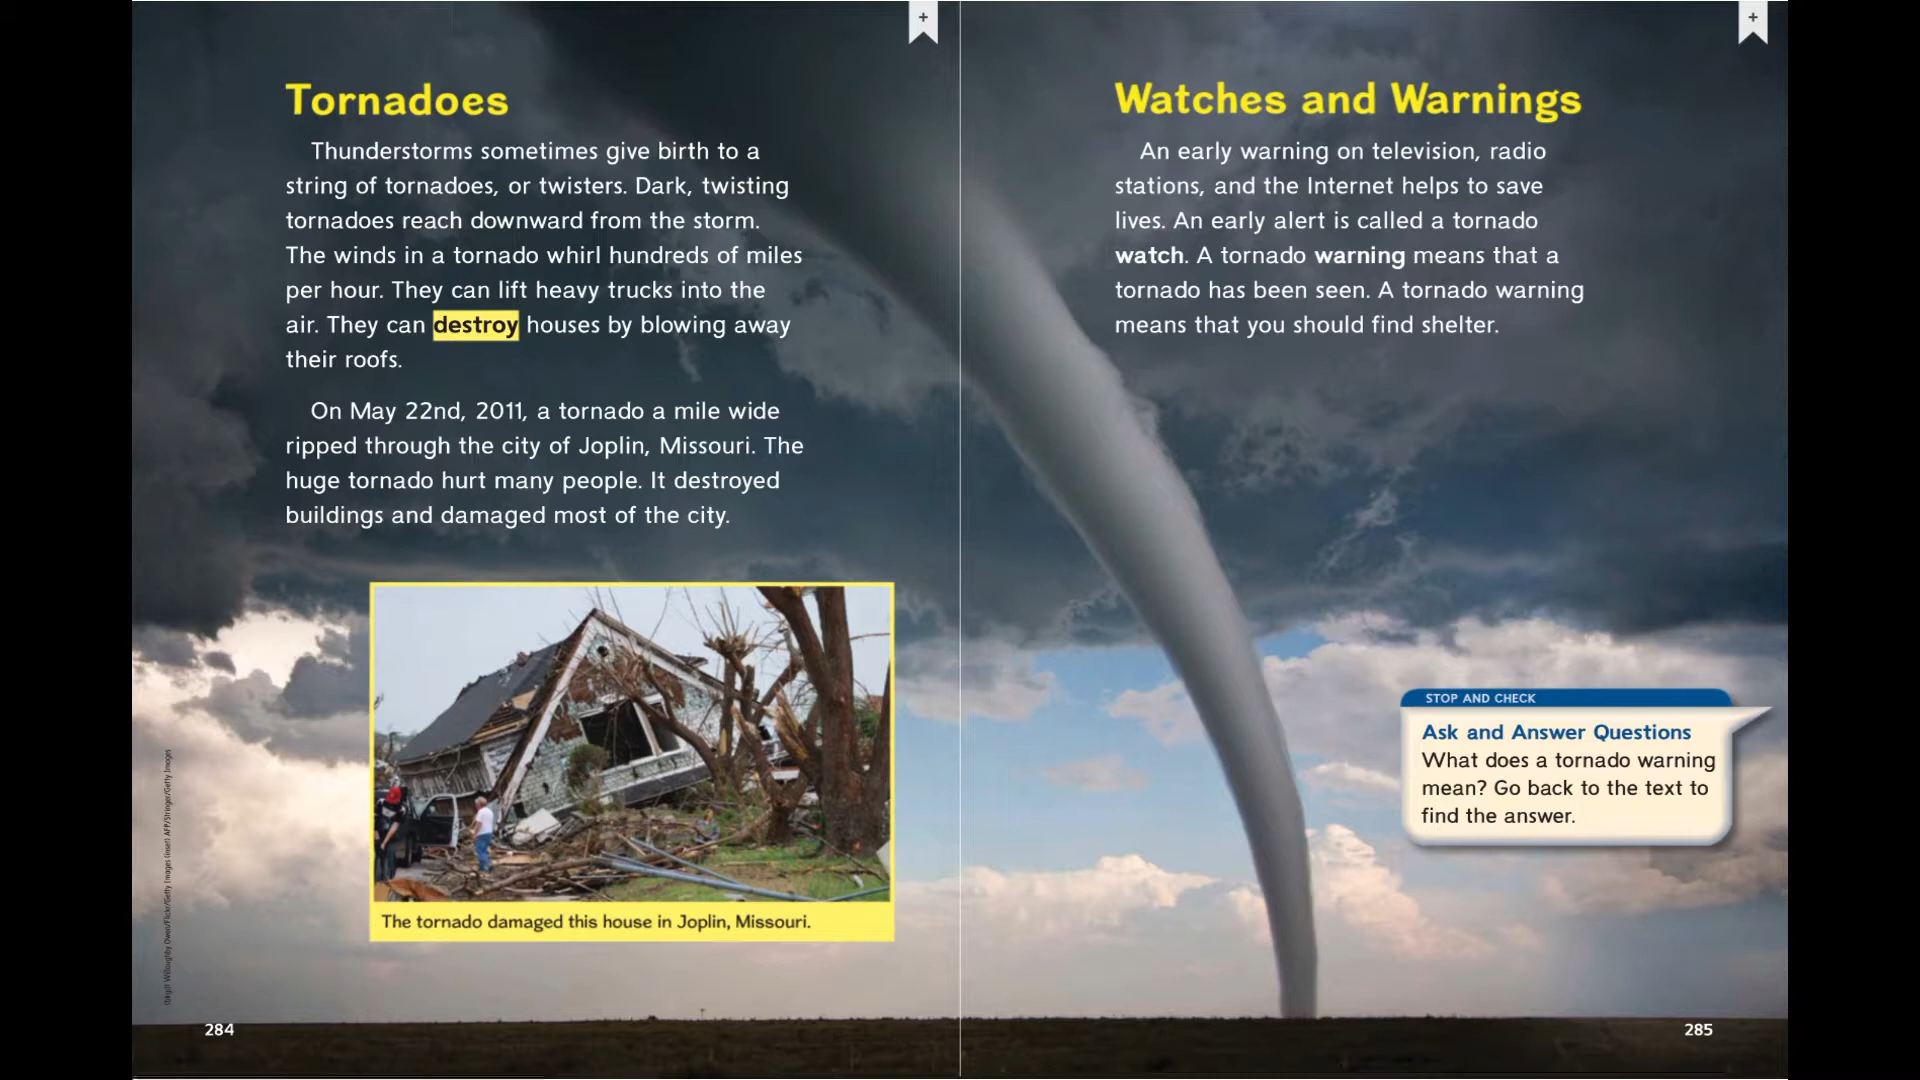 Tornadoes
Thunderstorms sometimes give birth to a
string of tornadoes, or twisters. Dark, twisting
tornadoes reach downward from the storm.
The winds in a tornado whirl hundreds of miles
per hour. They can lift heavy trucks into the
air. They can destroy houses by blowing away
their roofs.
On May 22nd, 2011, a tornado a mile wide
ripped through the city of Joplin, Missouri. The
huge tornado hurt many people. It destroyed
buildings and damaged most of the city.
The tornado damaged this house in Joplin, Missouri.
284
Watches and Warnings
An early warning on television, radio
stations, and the Internet helps to save
lives. An early alert is called a tornado
watch. A tornado warning means that a
tornado has been seen. A tornado warning
means that you should find shelter.
STOP AND CHECK
Ask and Answer Questions
What does a tornado warning
mean? Go back to the text to
find the answer.
285